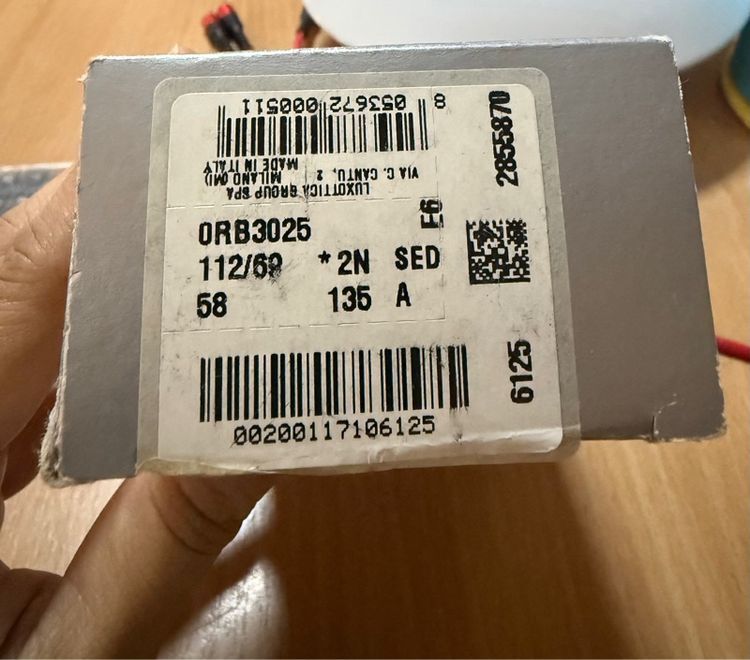 8 053672 000511
LUXOTTICA GROUP SPA
VIA C. CANTU, 2 MILANO (MI)
MADE IN ITALY
E6
2855870
0RB3025
112/69 *2N SED
58 135 A
6125
00200117106125